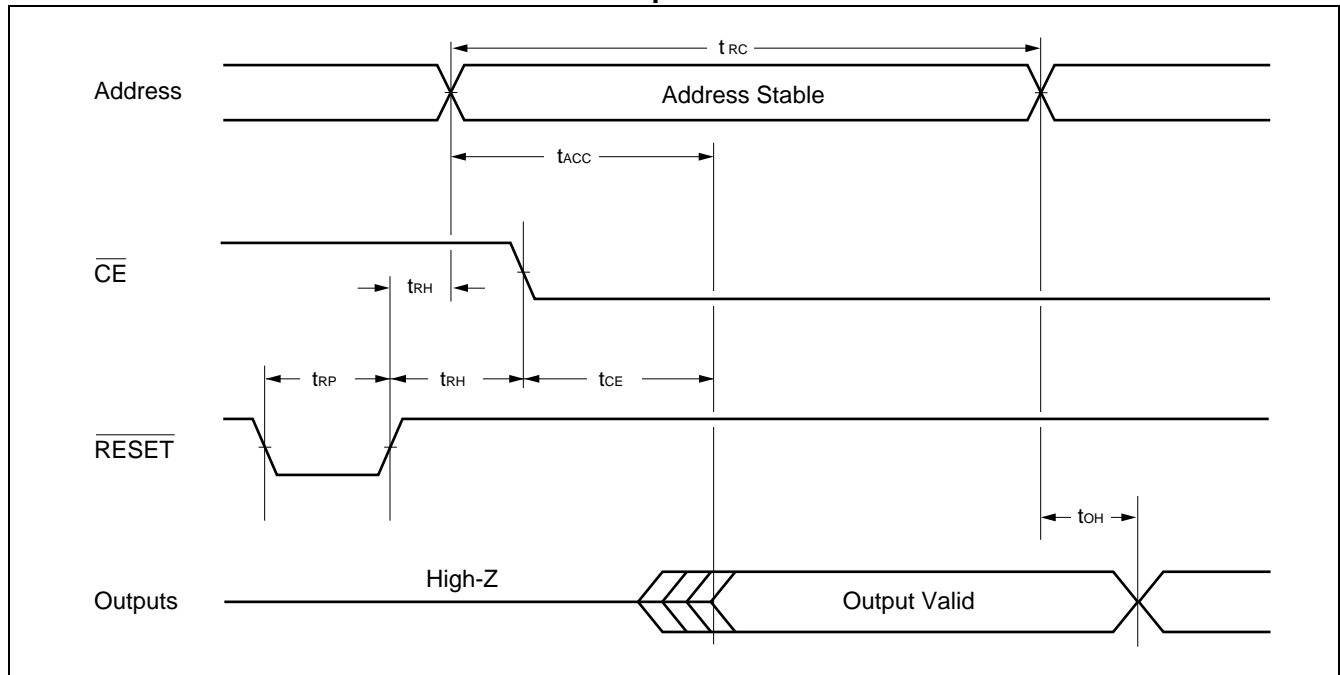 t RC
Address
Address Stable
tACC
CE
tRH
tRP
tRH
tCE
RESET
tOH
High-Z
Outputs
Output Valid